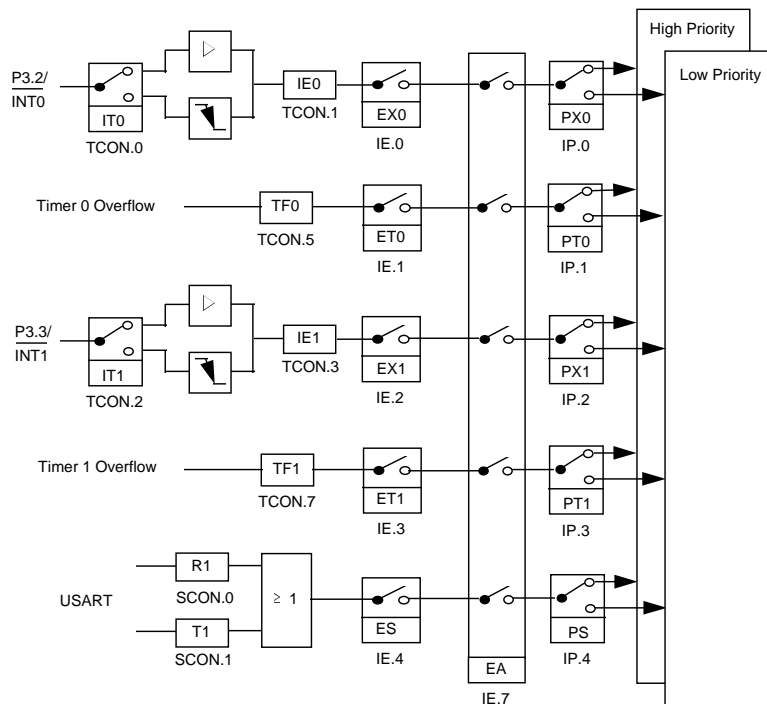 High Priority
Low Priority
P3.2/
INT0
IT0
TCON.0
IE0
TCON.1
EX0
IE.0
PX0
IP.0
Timer 0 Overflow
TF0
TCON.5
ET0
IE.1
PT0
IP.1
P3.3/
INT1
IT1
TCON.2
IE1
TCON.3
EX1
IE.2
PX1
IP.2
Timer 1 Overflow
TF1
TCON.7
ET1
IE.3
PT1
IP.3
USART
R1
SCON.0
T1
SCON.1
≥ 1
ES
IE.4
EA
IE.7
PS
IP.4